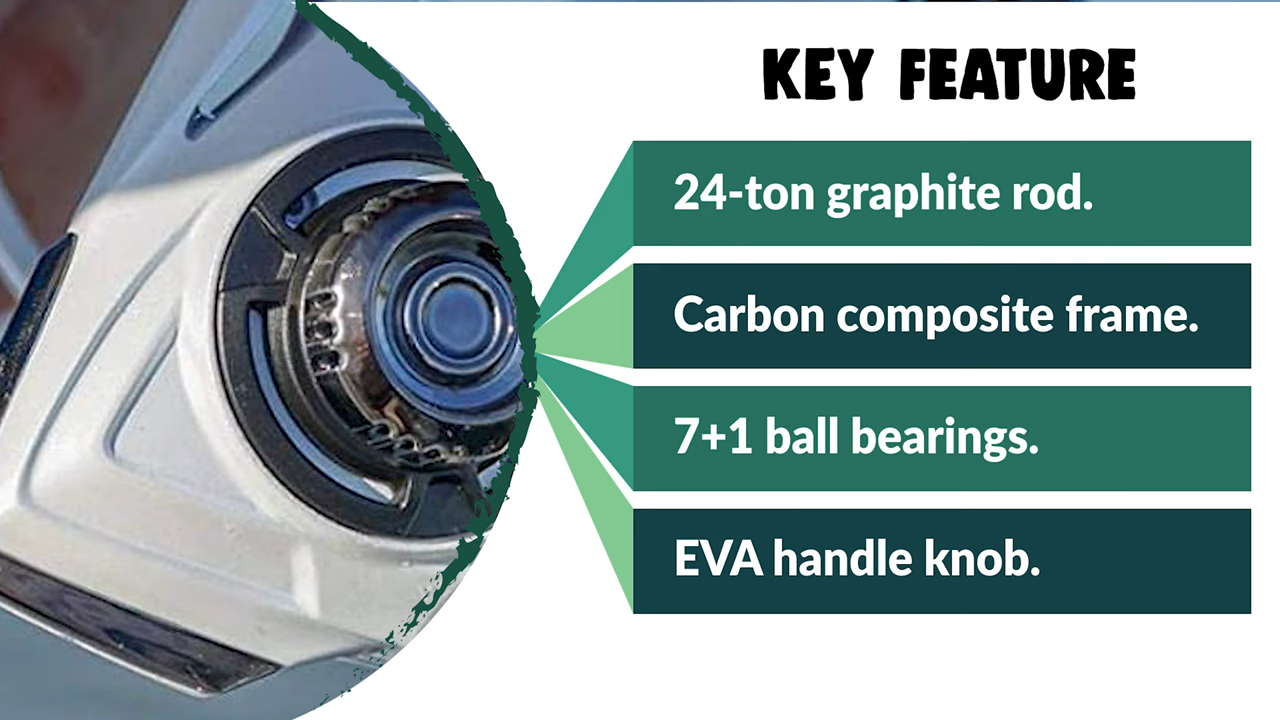 KEY FEATURE
24-ton graphite rod.
Carbon composite frame.
7+1 ball bearings.
EVA handle knob.